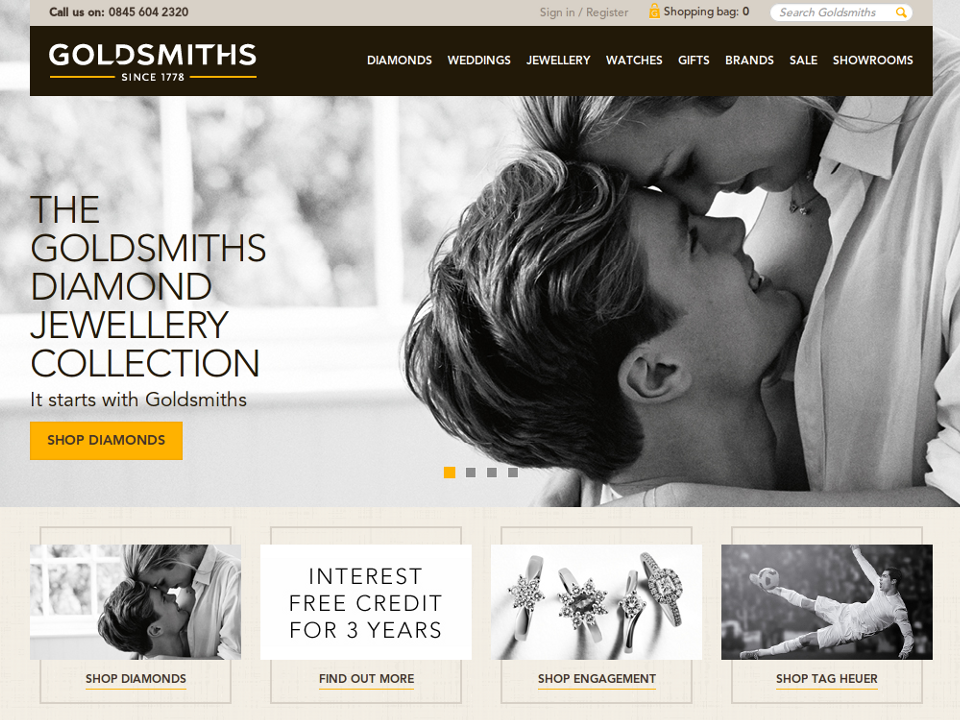 Call us on: 0845 604 2320
Sign in / Register
Shopping bag: 0
Search Goldsmiths
GOLDSMITHS
SINCE 1778
DIAMONDS WEDDINGS JEWELLERY WATCHES GIFTS BRANDS SALE SHOWROOMS
THE
GOLDSMITHS
DIAMOND
JEWELLERY
COLLECTION
It starts with Goldsmiths
SHOP DIAMONDS
INTEREST
FREE CREDIT
FOR 3 YEARS
SHOP DIAMONDS
FIND OUT MORE
SHOP ENGAGEMENT
SHOP TAG HEUER